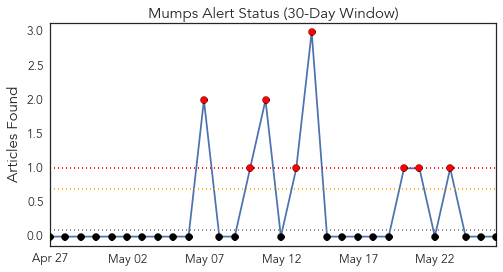 Mumps Alert Status (30-Day Window)
Articles Found
3.0
2.5
2.0
1.5
1.0
0.5
0.0
Apr 27 May 02 May 07 May 12 May 17 May 22